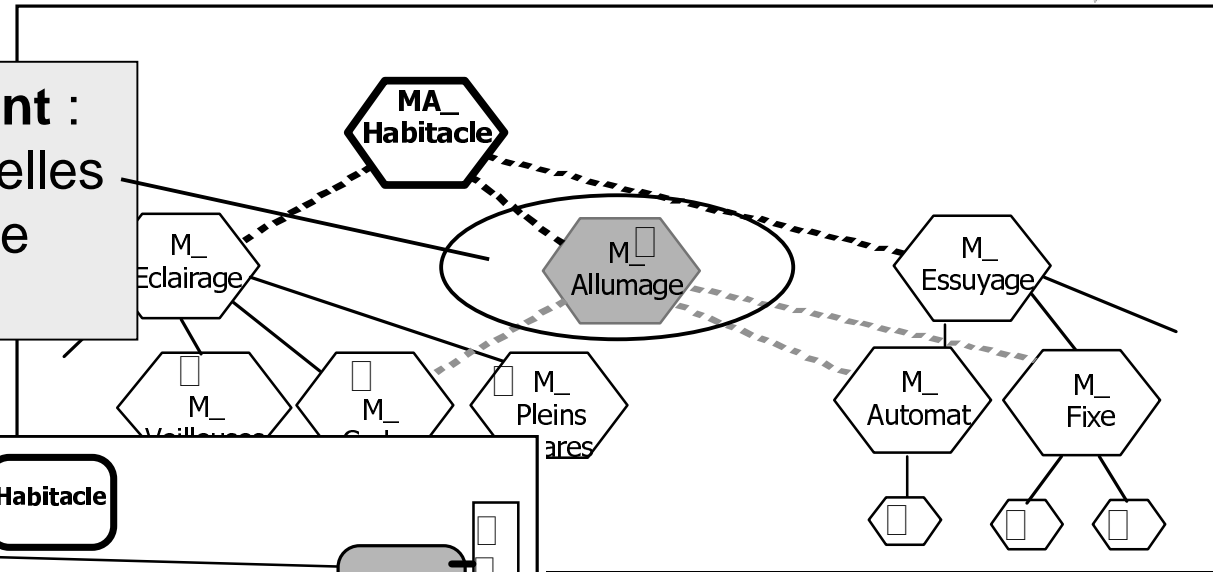 nt :
elles
e
MA_
Habitacle
M_
Eclairage
M_
Allumage
M_
Essuyage
M_
M_
M_
Pleins
ares
M_
Automat
M_
Fixe
Habitacle